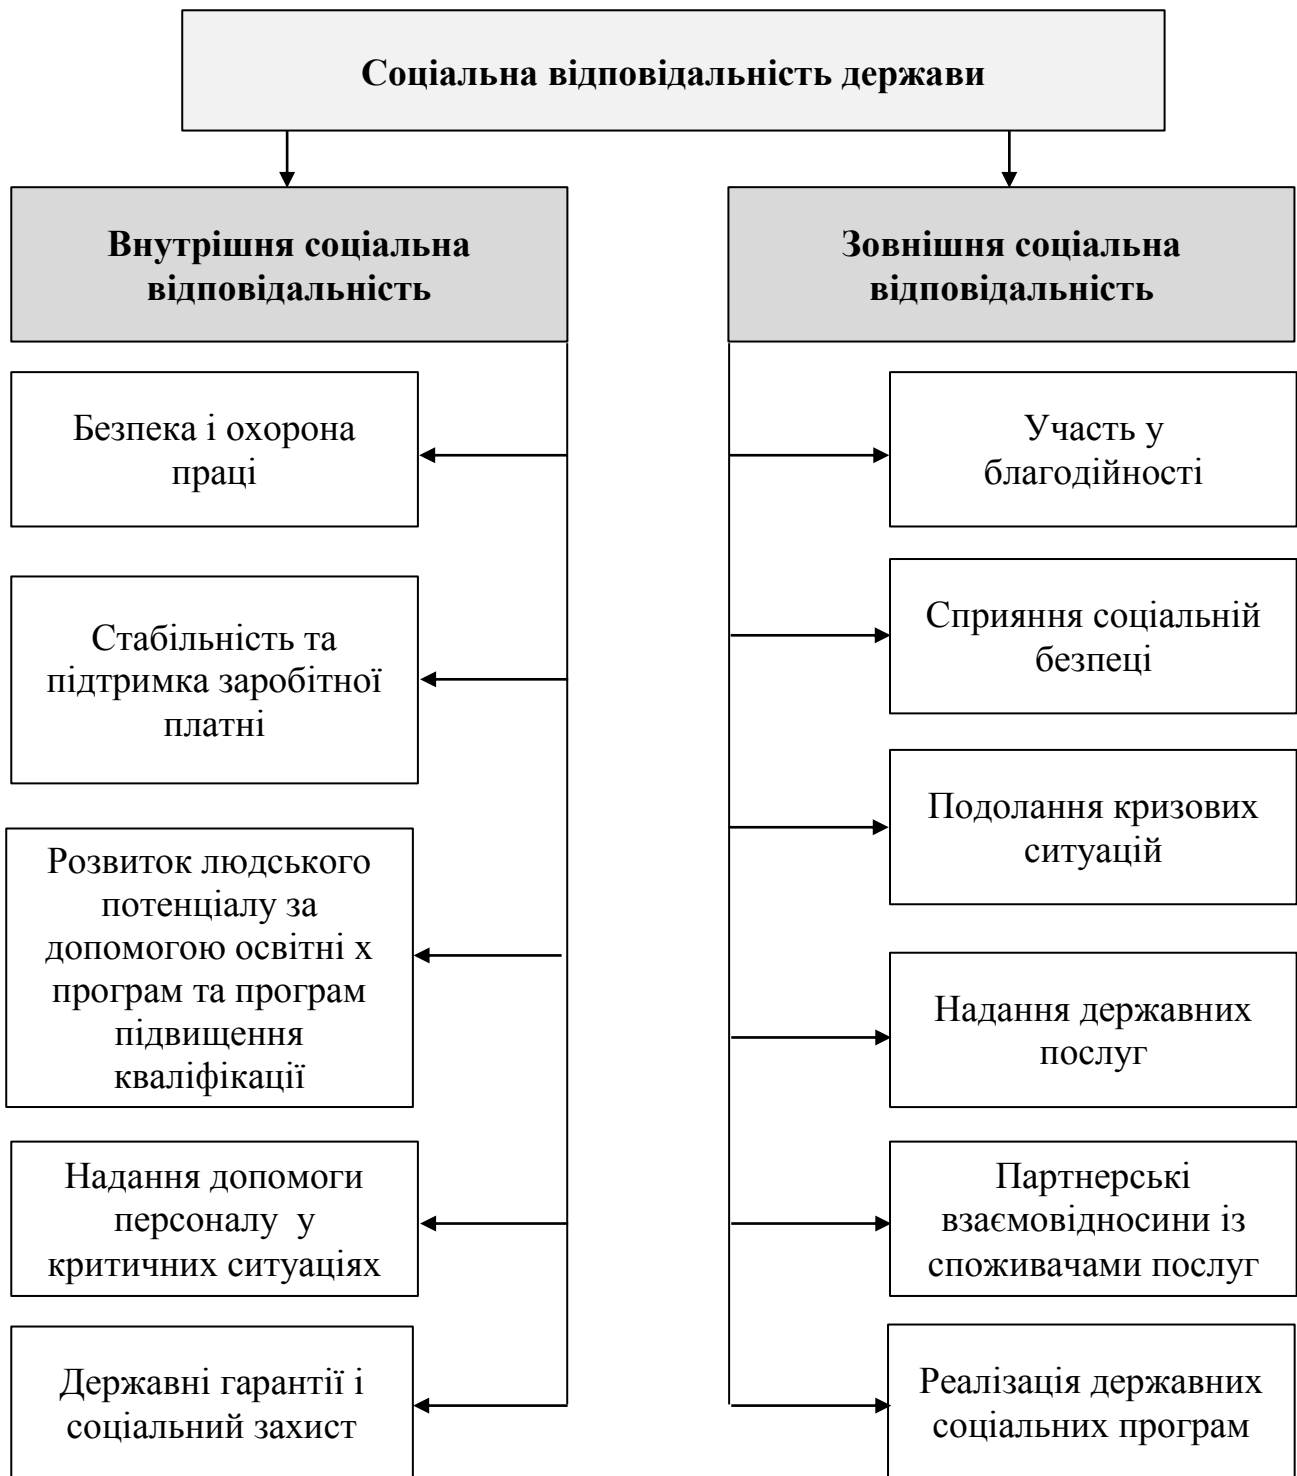 Соціальна відповідальність держави
Внутрішня соціальна
відповідальність
Безпека і охорона
праці
Стабільність та
підтримка заробітної
платні
Розвиток людського
потенціалу за
допомогою освітні х
програм та програм
підвищення
кваліфікації
Надання допомоги
персоналу у
критичних ситуаціях
Державні гарантії і
соціальний захист
Зовнішня соціальна
відповідальність
Участь у
благодійності
Сприяння соціальній
безпеці
Подолання кризових
ситуацій
Надання державних
послуг
Партнерські
взаємовідносини із
споживачами послуг
Реалізація державних
соціальних програм